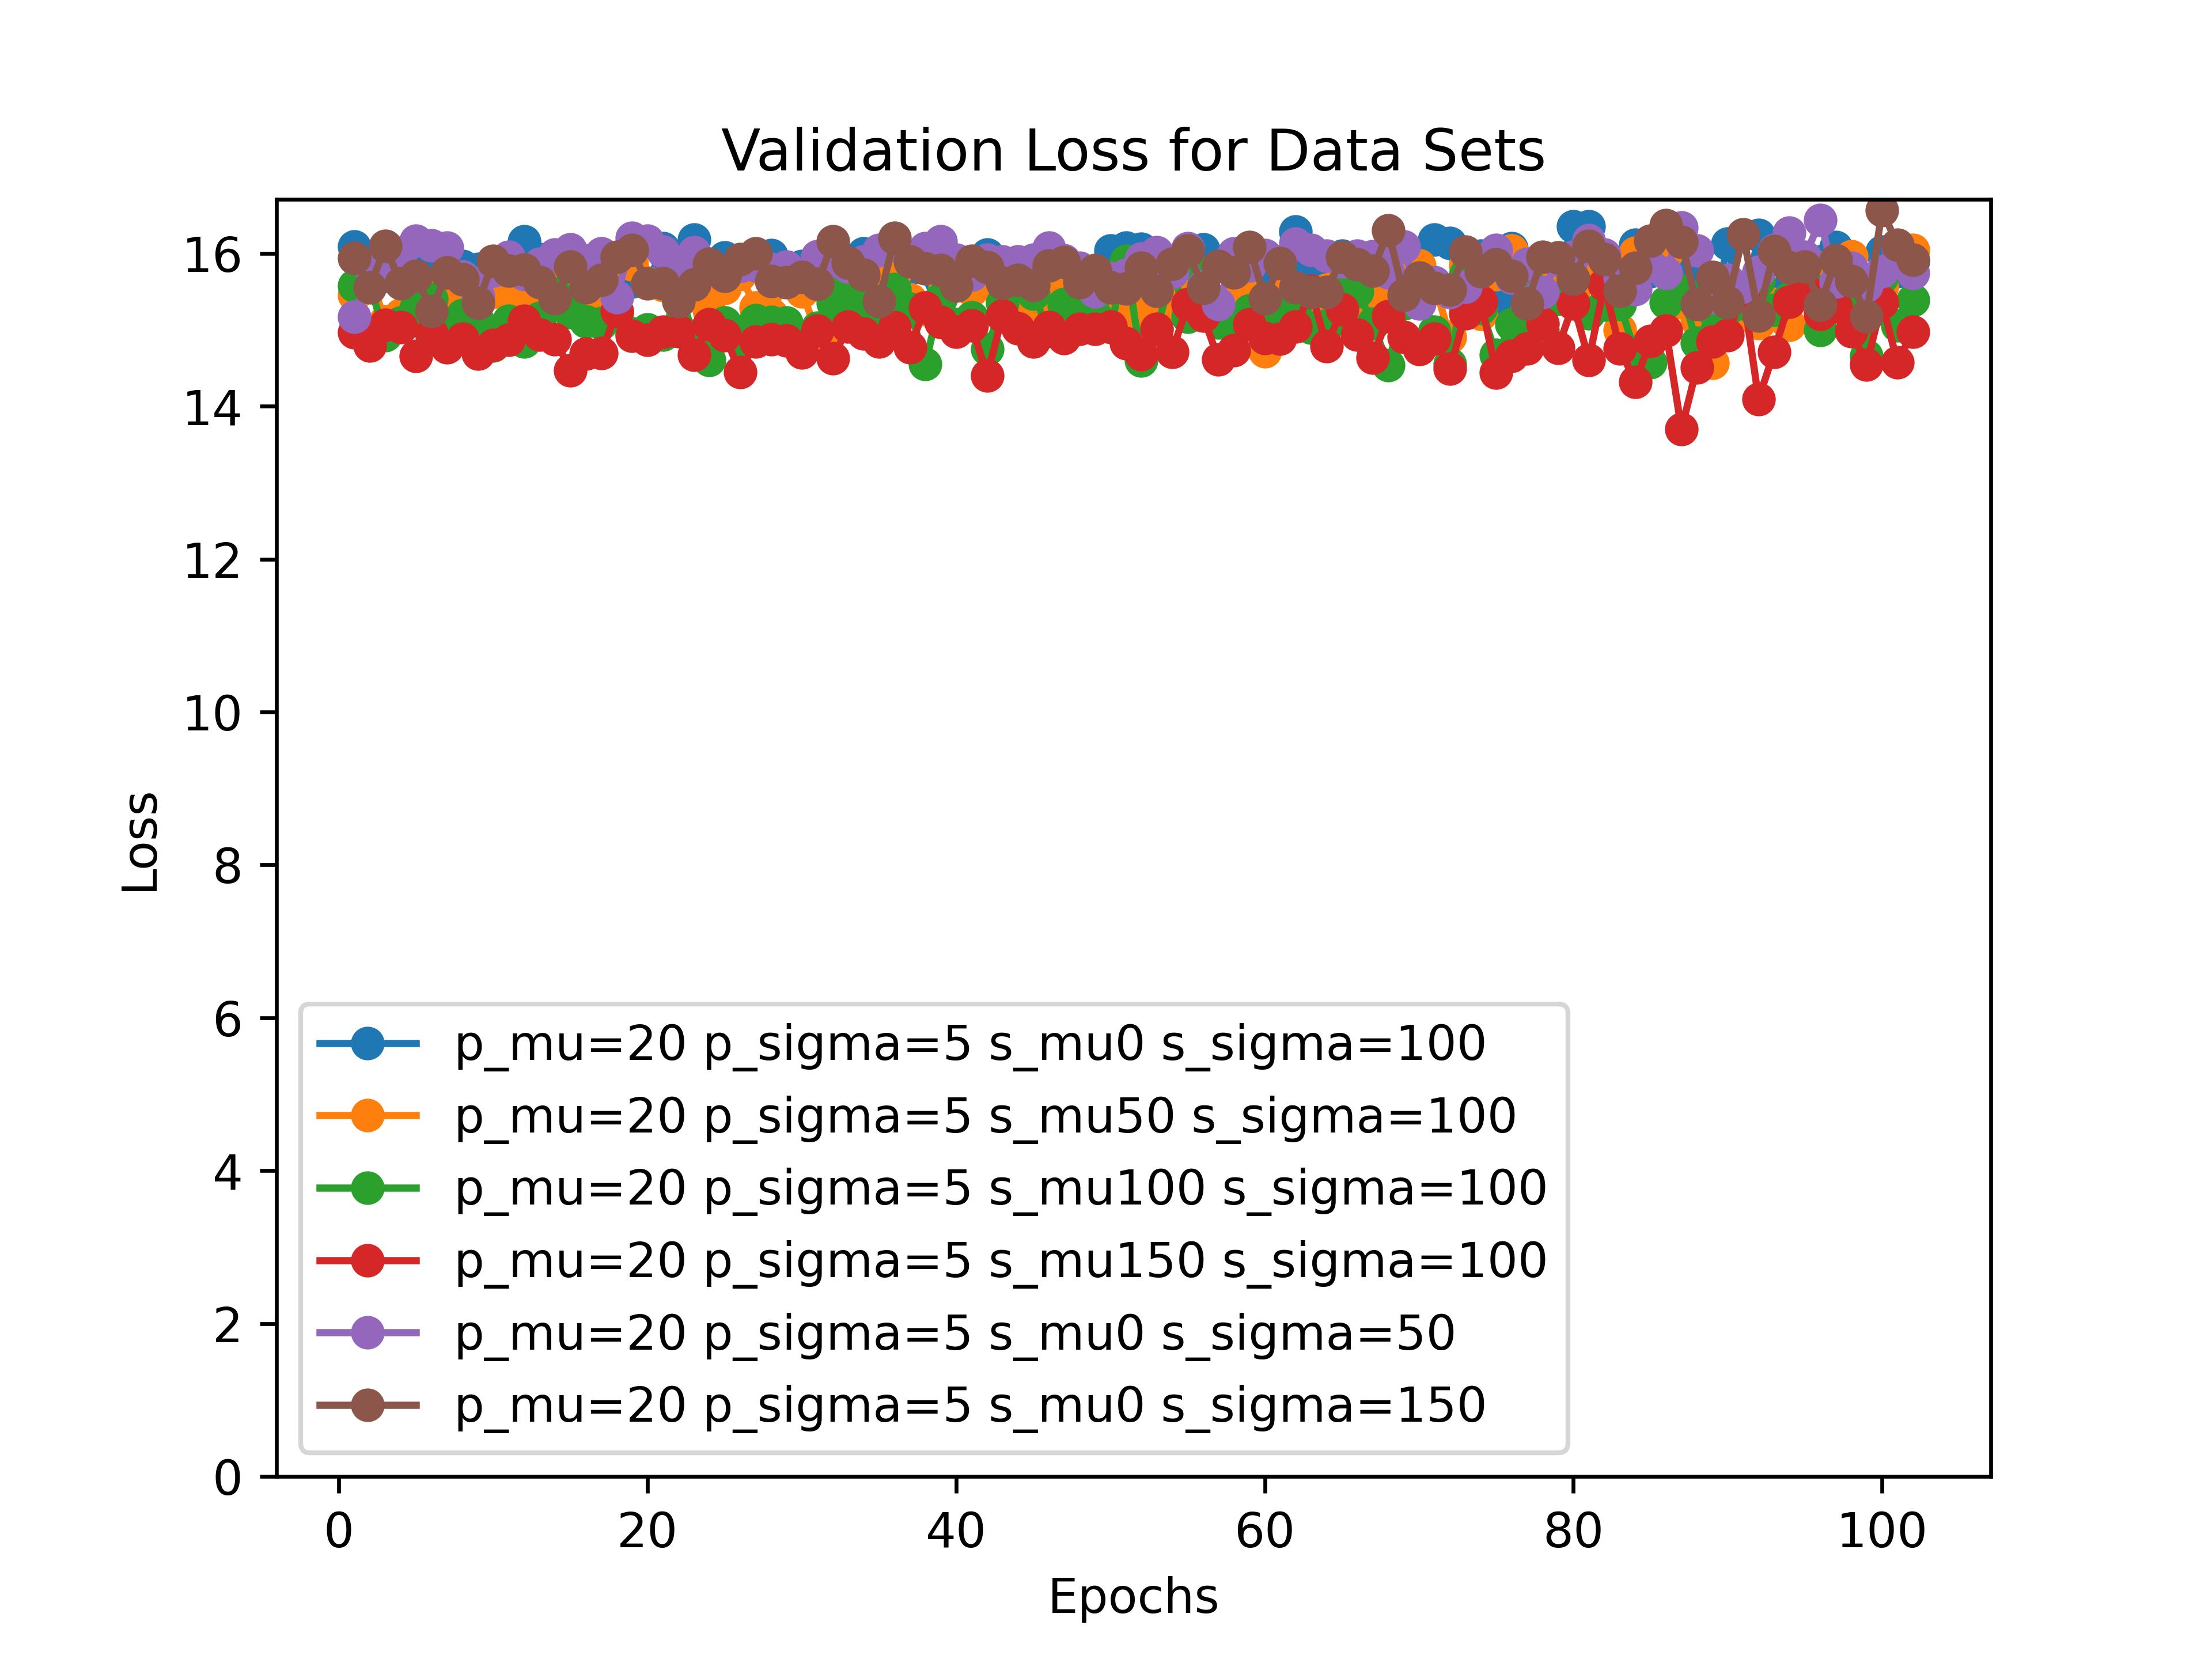 Validation Loss for Data Sets
16
14
12
10
8
6
4
2
0
Loss
p_mu=20 p_sigma=5 s_mu0 s_sigma=100
p_mu=20 p_sigma=5 s_mu50 s_sigma=100
p_mu=20 p_sigma=5 s_mu100 s_sigma=100
p_mu=20 p_sigma=5 s_mu150 s_sigma=100
p_mu=20 p_sigma=5 s_mu0 s_sigma=50
p_mu=20 p_sigma=5 s_mu0 s_sigma=150
0 20 40 60 80 100
Epochs